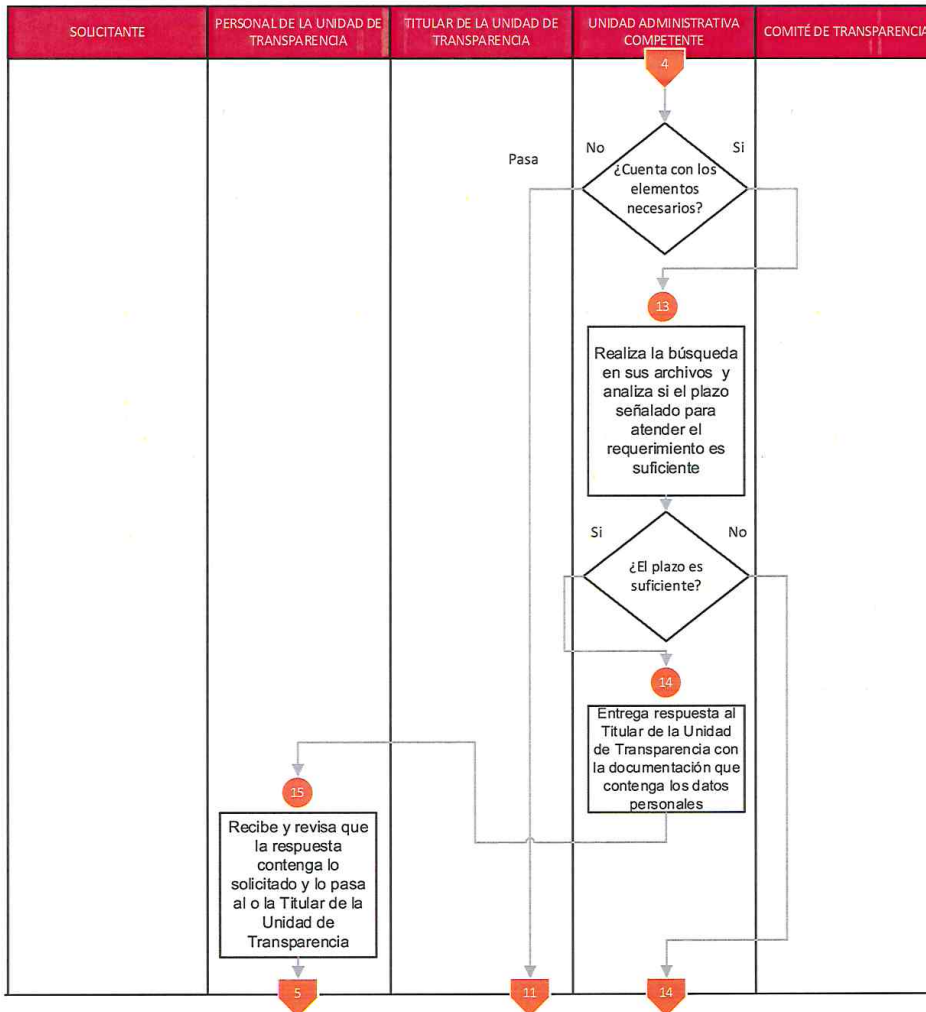 SOLICITANTE
PERSONAL DE LA UNIDAD DE
TRANSPARENCIA
TITULAR DE LA UNIDAD DE
TRANSPARENCIA
UNIDAD ADMINISTRATIVA
COMPETENTE
COMITÉ DE TRANSPARENCIA
4
Pasa
No
Si
¿Cuenta con los
elementos
necesarios?
13
Realiza la búsqueda
en sus archivos y
analiza si el plazo
señalado para
atender el
requerimiento es
suficiente
Si
No
¿El plazo es
suficiente?
14
Entrega respuesta al
Titular de la Unidad
de Transparencia con
la documentación que
contenga los datos
personales
15
Recibe y revisa que
la respuesta
contenga lo
solicitado y lo pasa
al o la Titular de la
Unidad de
Transparencia
5
11
14